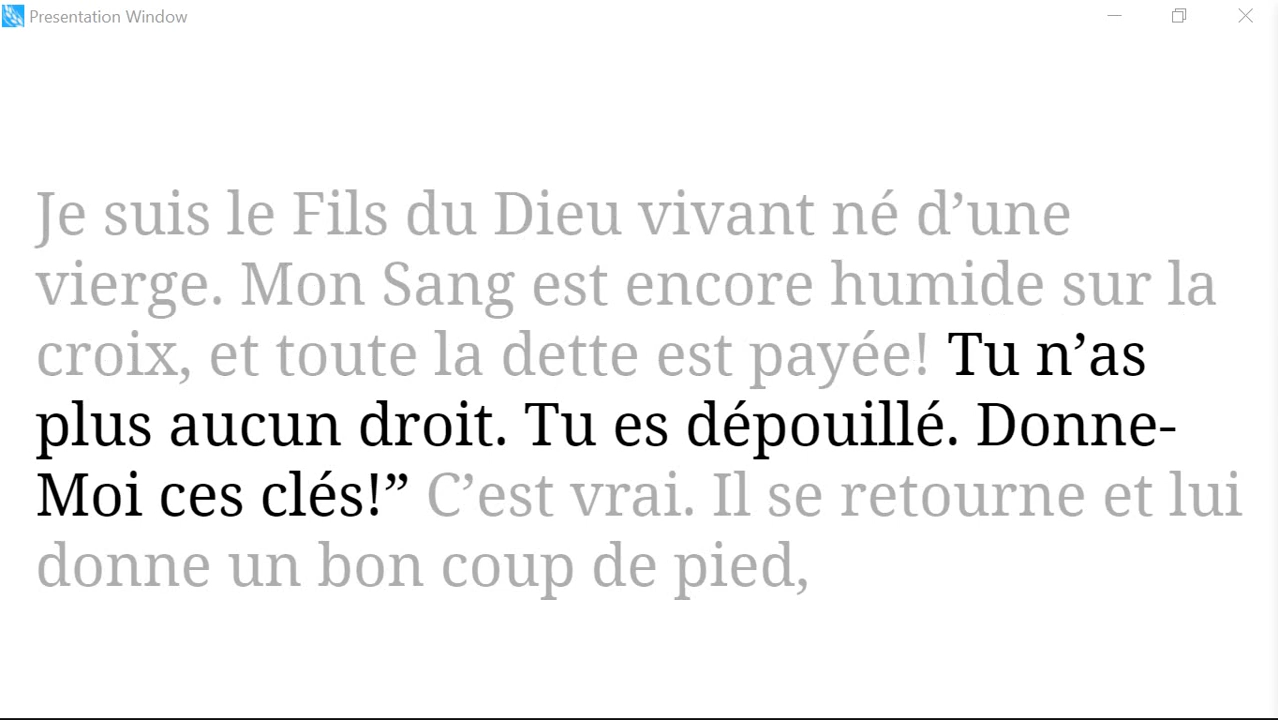 Presentation Window
Je suis le Fils du Dieu vivant né d’une
vierge. Mon Sang est encore humide sur la
croix, et toute la dette est payée! Tu n’as
plus aucun droit. Tu es dépouillé. Donne-
Moi ces clés!” C’est vrai. Il se retourne et lui
donne un bon coup de pied,